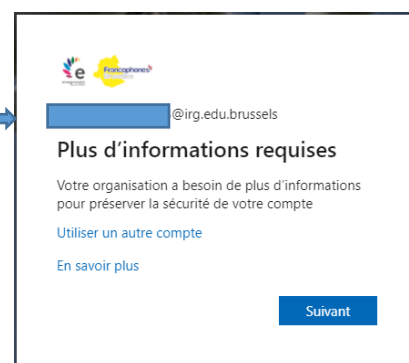 e
Francophones
@irg.edu.brussels
Plus d'informations requises
Votre organisation a besoin de plus d'informations
pour préserver la sécurité de votre compte
Utiliser un autre compte
En savoir plus
Suivant